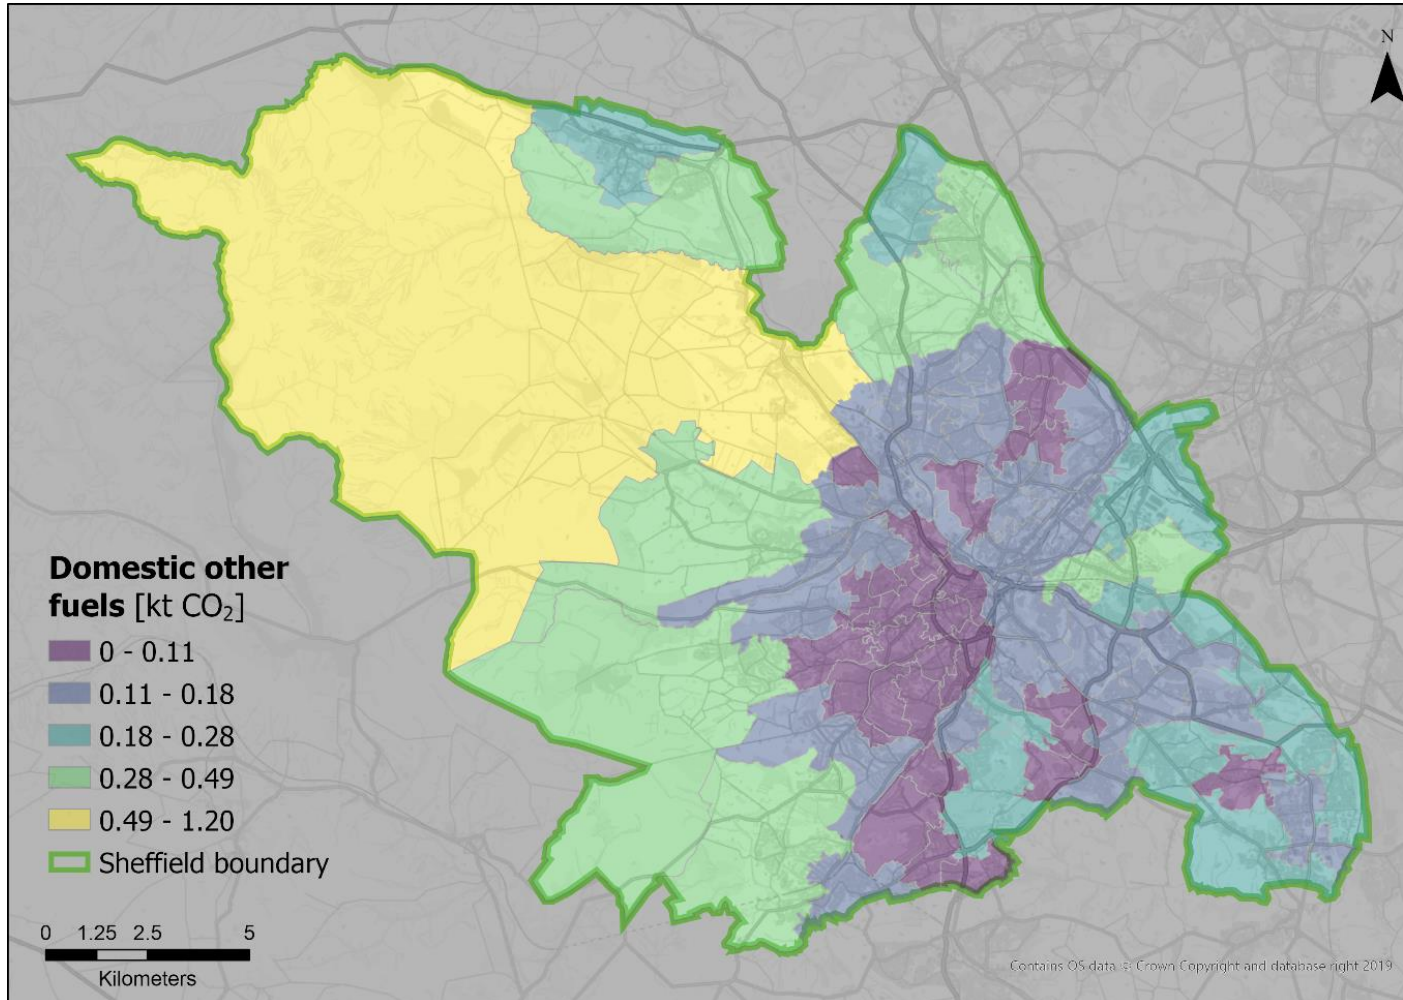 N
Domestic other
fuels [kt CO₂]
0 - 0.11
0.11 - 0.18
0.18 - 0.28
0.28 - 0.49
0.49 - 1.20
Sheffield boundary
0 1.25 2.5 5
Kilometers
Contains OS data © Crown Copyright and database right 2019